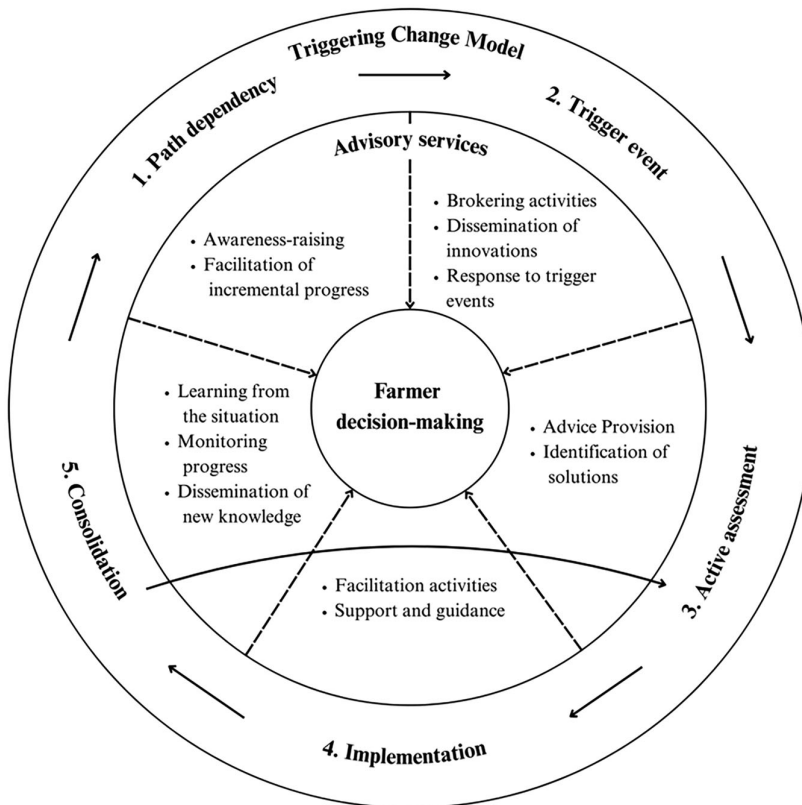 Triggering Change Model
1. Path dependency
2. Trigger event
Advisory services
• Brokering activities
• Dissemination of
innovations
• Response to trigger
events
• Awareness-raising
• Facilitation of
incremental progress
Farmer
decision-making
• Learning from
the situation
• Monitoring
progress
• Dissemination of
new knowledge
• Advice Provision
• Identification of
solutions
5. Consolidation
3. Active assessment
• Facilitation activities
• Support and guidance
4. Implementation